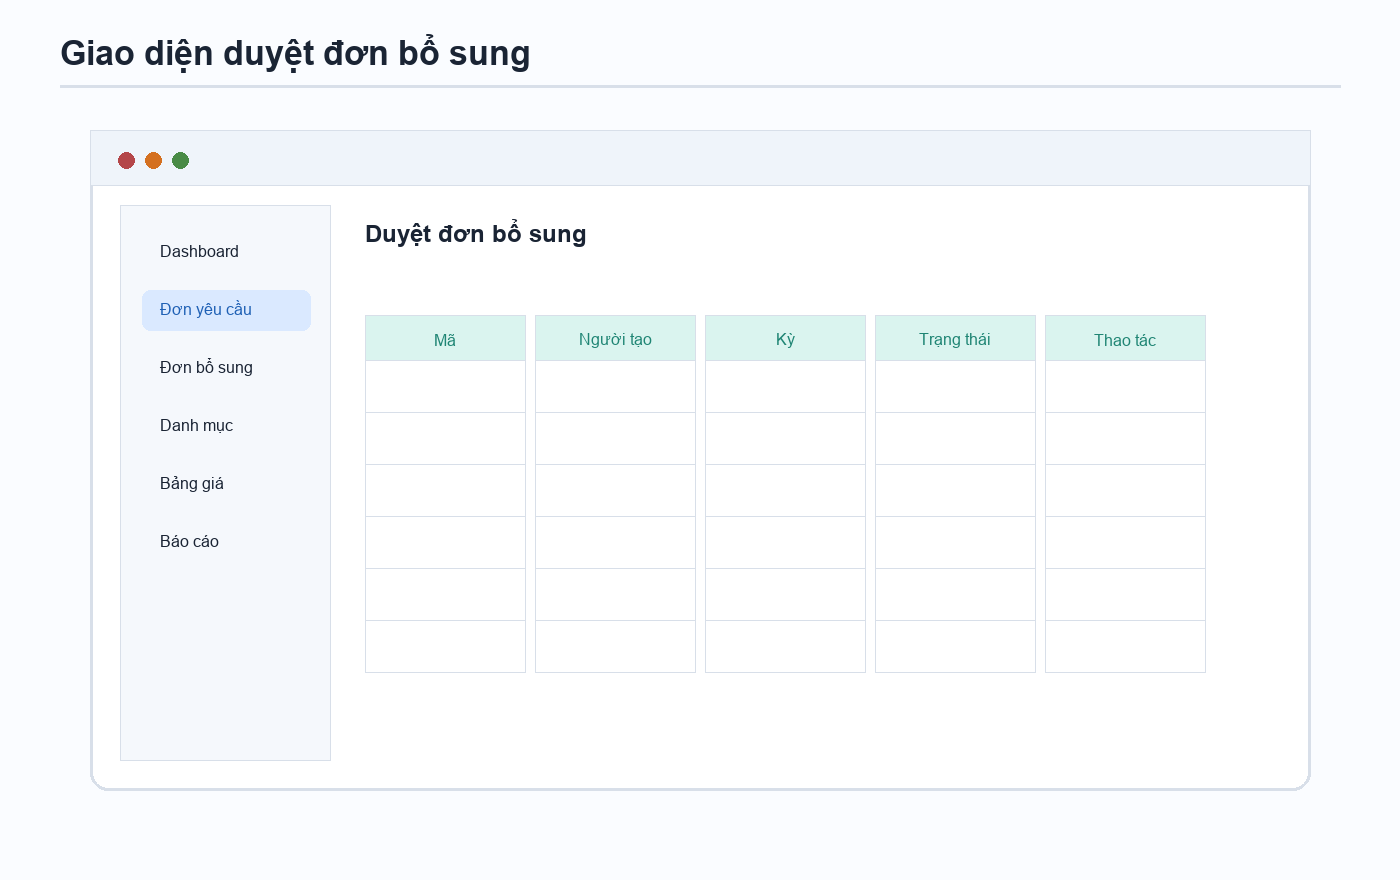 Giao diện duyệt đơn bổ sung
Dashboard
Đơn yêu cầu
Đơn bổ sung
Danh mục
Bảng giá
Báo cáo
Duyệt đơn bổ sung
Mã Người tạo Kỳ Trạng thái Thao tác